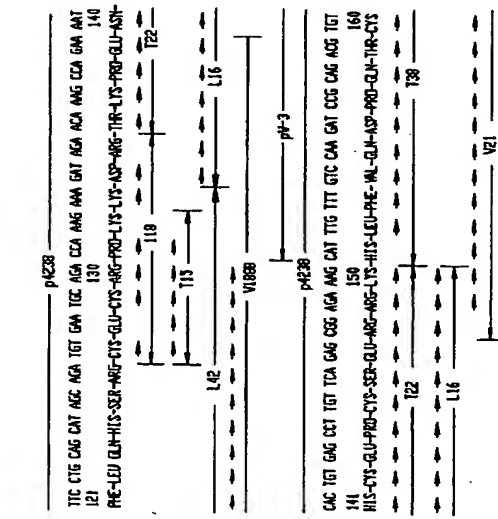 p4238
TTC CTG CAG CAT AGC AGA TGT GAA TGC AGA CCA AAG AAA GAT AGA ACA AAG CCA GAA AAT
121 130 140
PHE-LEU GLN-HIS-SER-ARG-CYS-GLU-CYS-ARG-PRO-LYS-LYS-ASP-ARG-THR-LYS-PRO-GLU-ASN-
T18 T22
T15
L42 L16
pV-3
p4238
CAC TGT GAG CCT TGT TCA GAG CGG AGA AAG CAT TTG TTT GTC CAA GAT CCG CAG ACG TGT
141 150 160
HIS-CYS-GLU-PRO-CYS-SER-GLU-ARG-ARG-LYS-HIS-LEU-PHE-VAL-GLN-ASP-PRO-GLN-THR-CYS
T22 T38
L16
V21